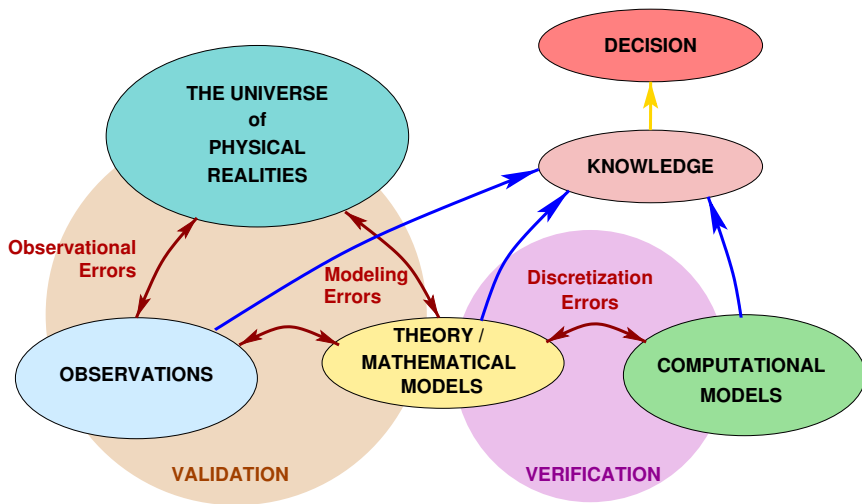 DECISION
THE UNIVERSE
of
PHYSICAL
REALITIES
KNOWLEDGE
Observational
Errors
Modeling
Errors
Discretization
Errors
OBSERVATIONS
THEORY /
MATHEMATICAL
MODELS
COMPUTATIONAL
MODELS
VALIDATION
VERIFICATION